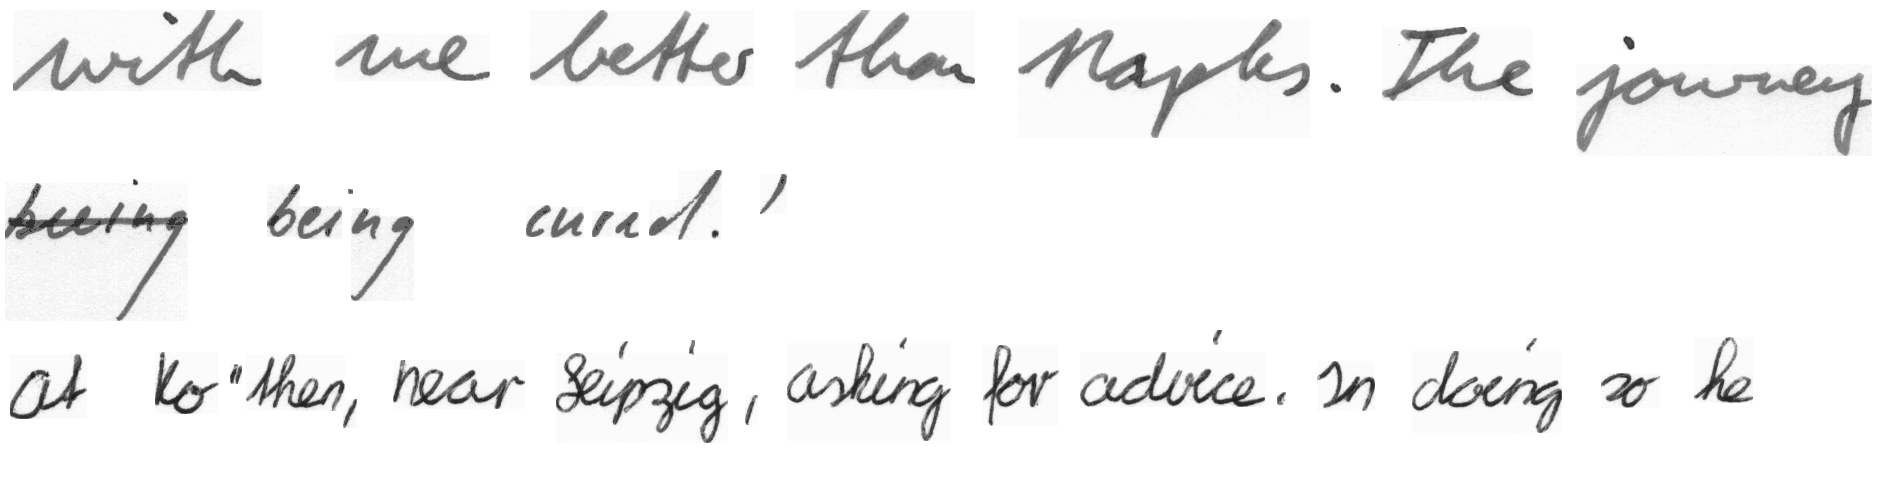 with me better than Naples. The journey
being being cured.'
at Ko"then, near Leipzig, asking for advice. In doing so he